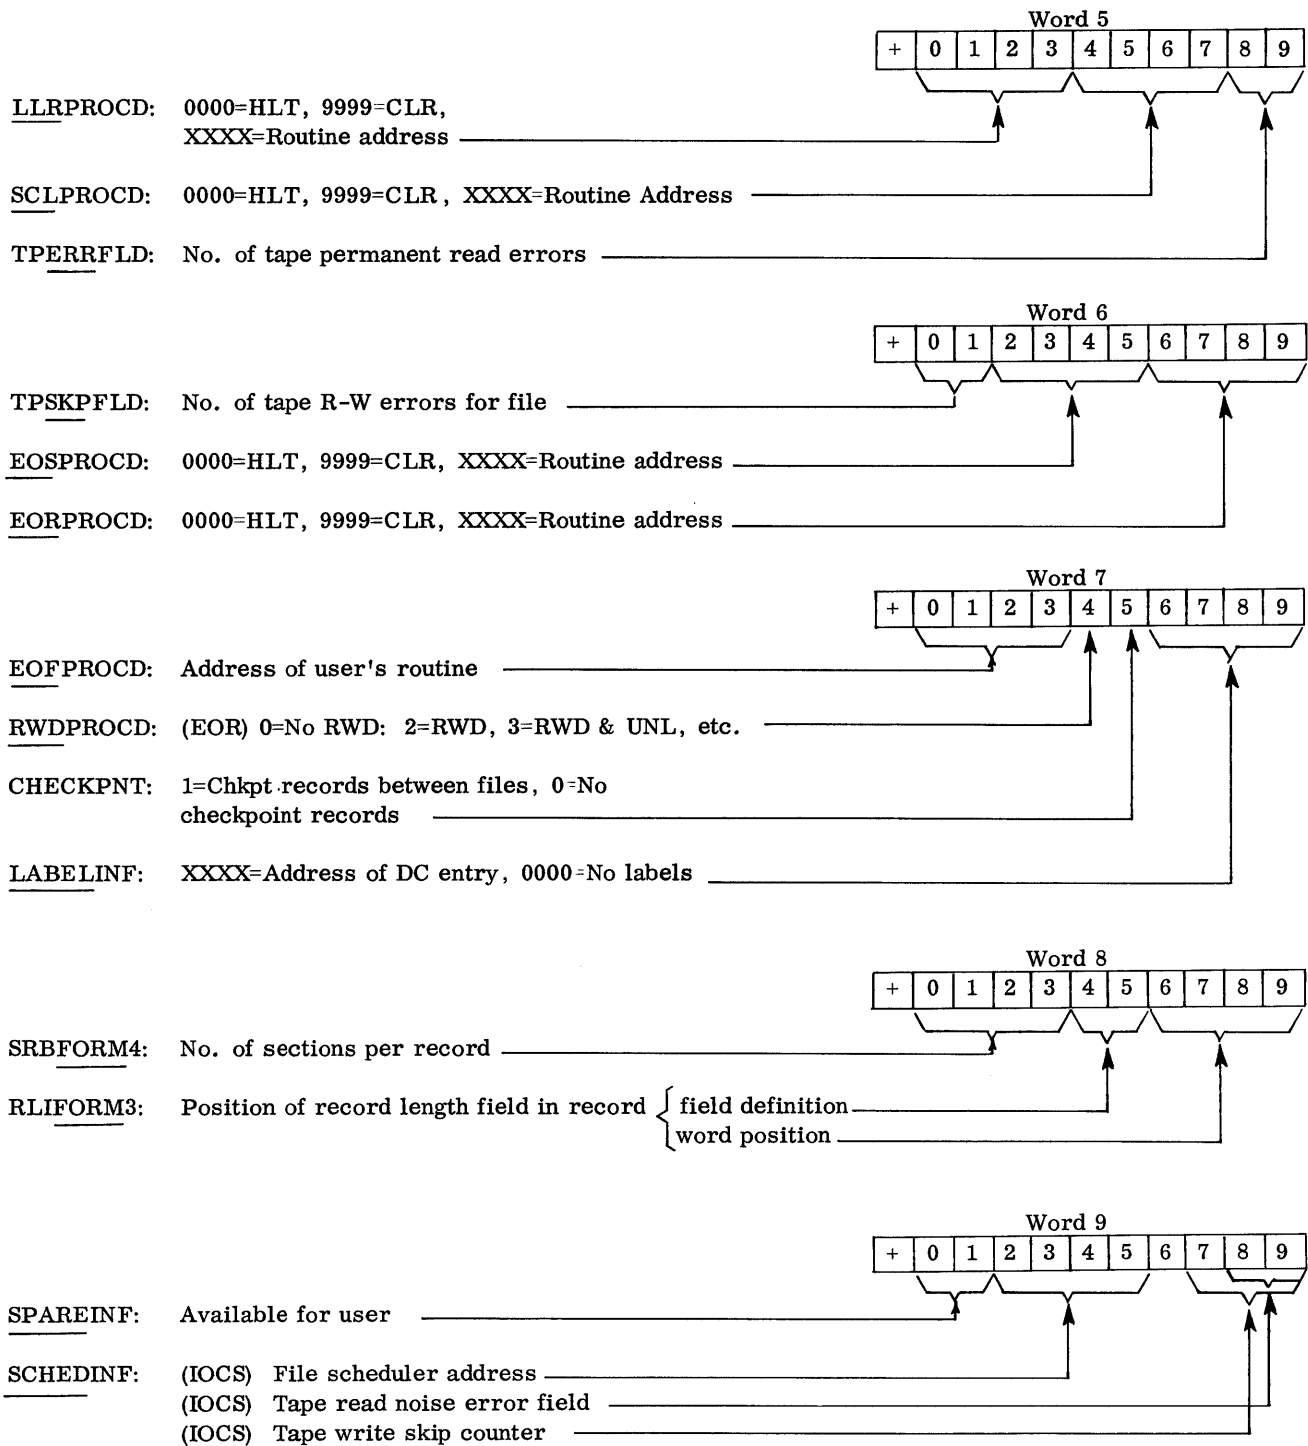 Word 5
+ 0 1 2 3 4 5 6 7 8 9
LLRPROCD: 0000=HLT, 9999=CLR,
XXXX=Routine address
SCLPROCD: 0000=HLT, 9999=CLR, XXXX=Routine Address
TPERRFLD: No. of tape permanent read errors
Word 6
+ 0 1 2 3 4 5 6 7 8 9
TPSKPFLD: No. of tape R-W errors for file
EOSPROCD: 0000=HLT, 9999=CLR, XXXX=Routine address
EORPROCD: 0000=HLT, 9999=CLR, XXXX=Routine address
Word 7
+ 0 1 2 3 4 5 6 7 8 9
EOFPROCD: Address of user's routine
RWDPROCD: (EOR) 0=No RWD: 2=RWD, 3=RWD & UNL, etc.
CHECKPNT: 1=Chkpt records between files, 0=No
checkpoint records
LABELINF: XXXX=Address of DC entry, 0000=No labels
Word 8
+ 0 1 2 3 4 5 6 7 8 9
SRBFORM4: No. of sections per record
RLIFORM3: Position of record length field in record { field definition
word position
Word 9
+ 0 1 2 3 4 5 6 7 8 9
SPAREINF: Available for user
SCHEDINF: (IOCS) File scheduler address
(IOCS) Tape read noise error field
(IOCS) Tape write skip counter